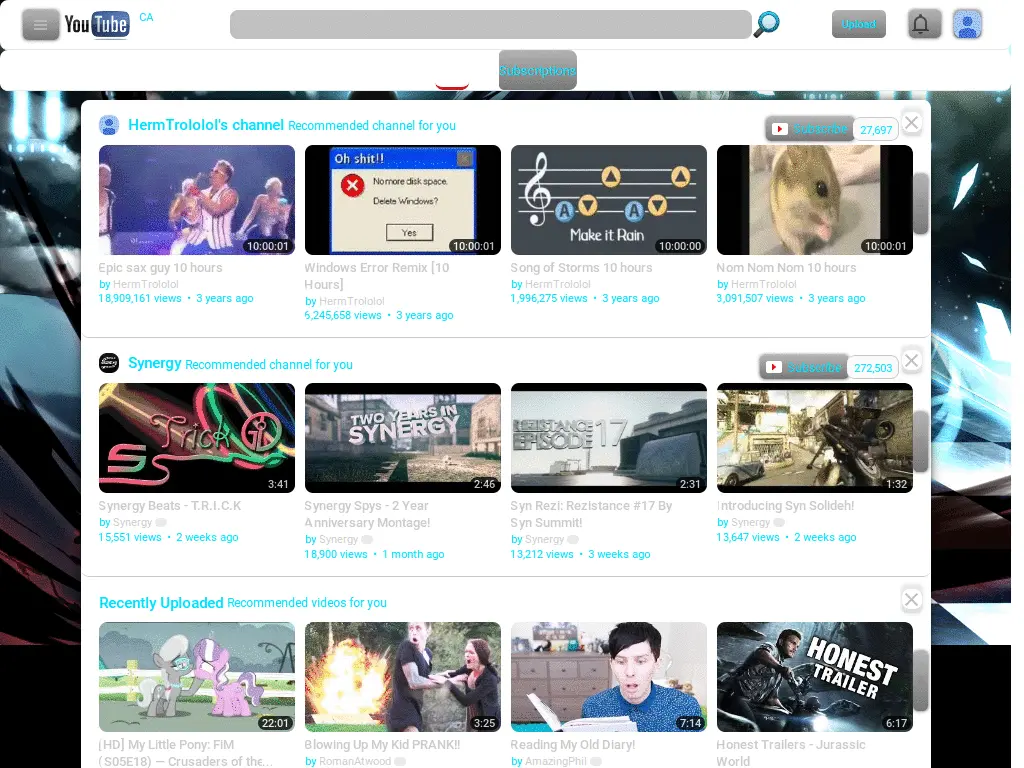 YouTube CA
Upload
Subscriptions
HermTrololol's channel Recommended channel for you
Subscribe 27,697
Oh shit!!
No more disk space.
Delete Windows?
Yes
A
A
Make it Rain
10:00:01
10:00:01
10:00:00
10:00:01
Epic sax guy 10 hours
by HermTrololol
18,909,161 views • 3 years ago
Windows Error Remix [10
Hours]
by HermTrololol
6,245,658 views • 3 years ago
Song of Storms 10 hours
by HermTrololol
1,996,275 views • 3 years ago
Nom Nom Nom 10 hours
by HermTrololol
3,091,507 views • 3 years ago
Synergy Recommended channel for you
Subscribe 272,503
Trick
S
3:41
TWO YEARS IN
SYNERGY
2:46
REZISTANCE
EPISODE 17
2:31
1:32
Synergy Beats - T.R.I.C.K
by Synergy
15,551 views • 2 weeks ago
Synergy Spys - 2 Year
Anniversary Montage!
by Synergy
18,900 views • 1 month ago
Syn Rezi: Rezistance #17 By
Syn Summit!
by Synergy
13,212 views • 3 weeks ago
Introducing Syn Solideh!
by Synergy
13,647 views • 2 weeks ago
Recently Uploaded Recommended videos for you
22:01
3:25
7:14
HONEST
TRAILER
6:17
[HD] My Little Pony: FiM
(S05E18) — Crusaders of the...
Blowing Up My Kid PRANK!!
by RomanAtwood
Reading My Old Diary!
by AmazingPhil
Honest Trailers - Jurassic
World